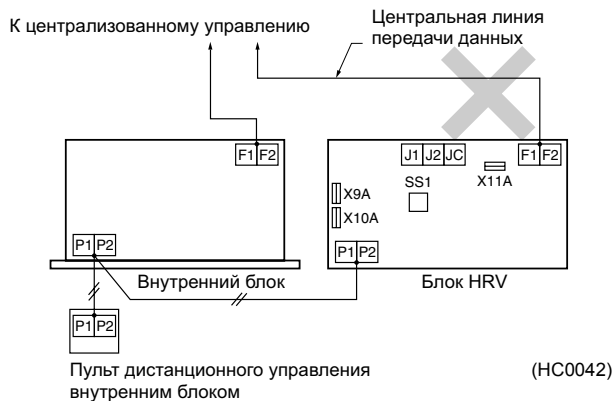 К централизованному управлению
Центральная линия
передачи данных
F1 F2
J1 J2 JC
F1 F2
SS1
X11A
X9A
X10A
P1 P2
P1 P2
Внутренний блок
Блок HRV
P1 P2
Пульт дистанционного управления
внутренним блоком
(HC0042)